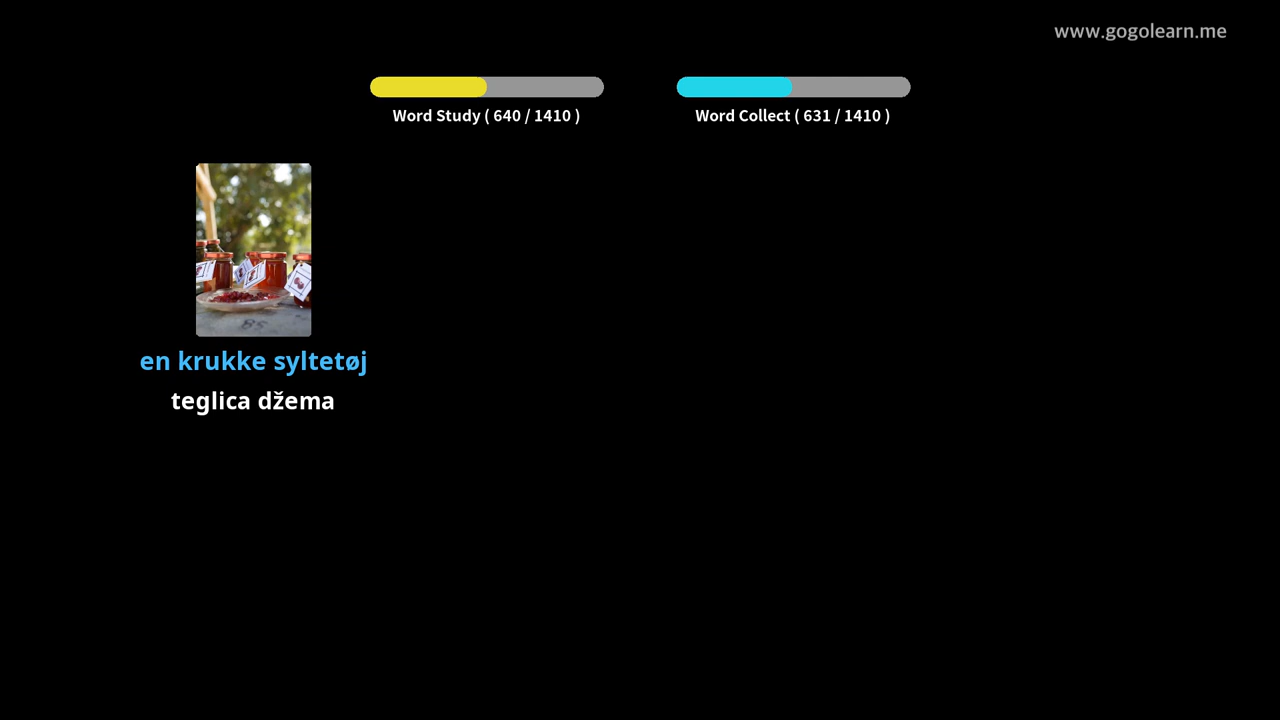 www.gogolearn.me
Word Study ( 640 / 1410 )
Word Collect ( 631 / 1410 )
en krukke syltetøj
teglica džema